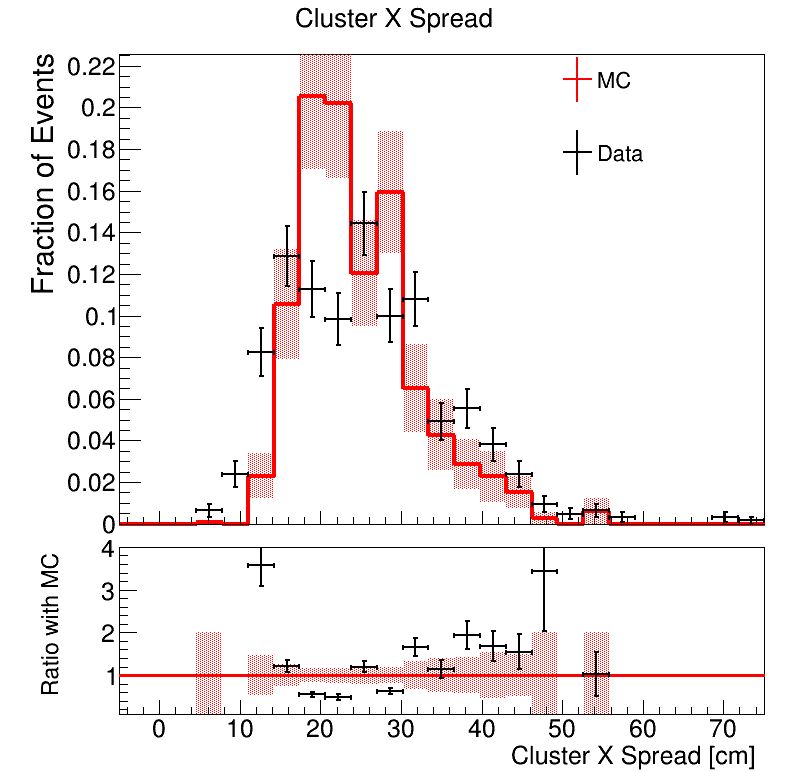 Cluster X Spread
Fraction of Events
0.22
0.2
0.18
0.16
0.14
0.12
0.1
0.08
0.06
0.04
0.02
0
MC
Data
Ratio with MC
4
3
2
1
0 10 20 30 40 50 60 70
Cluster X Spread [cm]